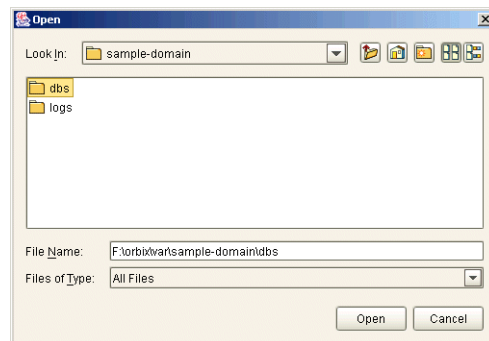 Open
Look In: sample-domain
dbs
logs
File Name: F:\orbix\var\sample-domain\dbs
Files of Type: All Files
Open Cancel